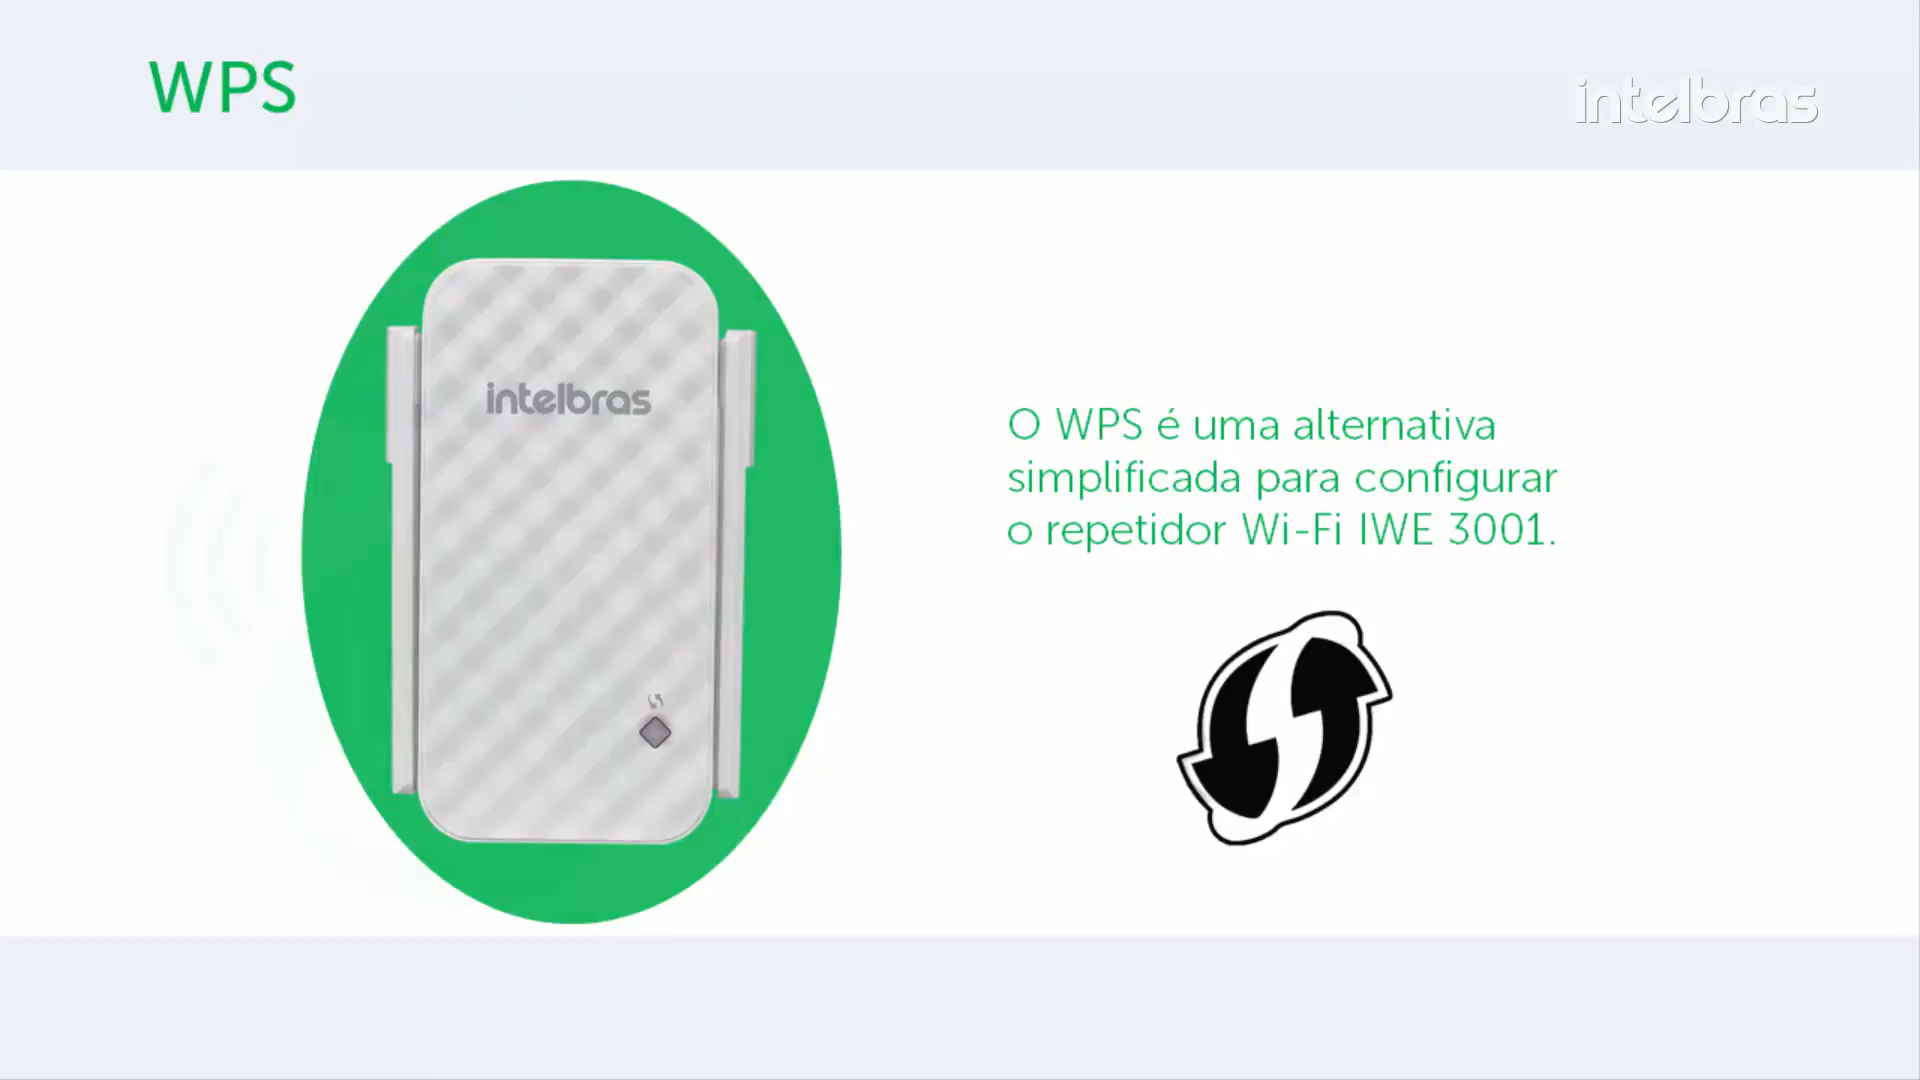 WPS
intelbras
intelbras
O WPS é uma alternativa
simplificada para configurar
o repetidor Wi-Fi IWE 3001.